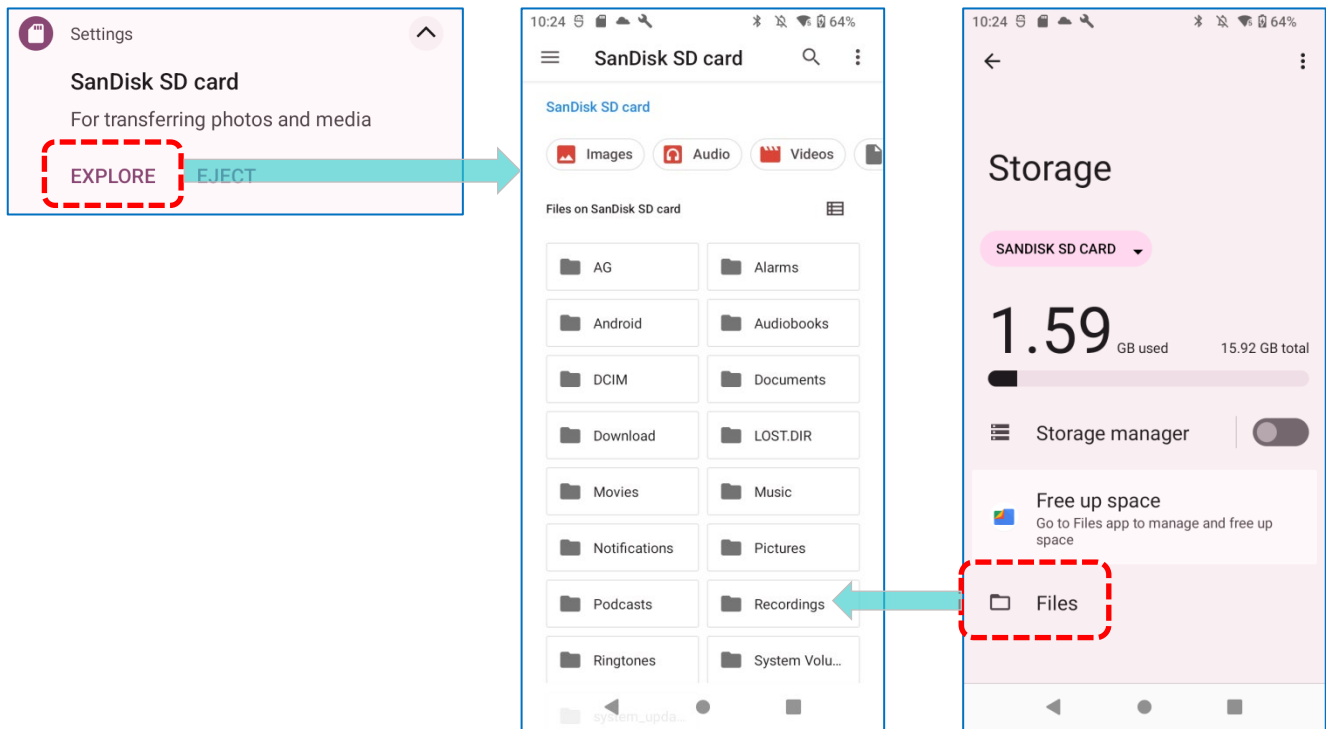 Settings
SanDisk SD card
For transferring photos and media
EXPLORE EJECT
10:24 64%
SanDisk SD card
SanDisk SD card
Images Audio Videos
Files on SanDisk SD card
AG Alarms
Android Audiobooks
DCIM Documents
Download LOST.DIR
Movies Music
Notifications Pictures
Podcasts Recordings
Ringtones System Volu...
system_upda...
10:24 64%
Storage
SANDISK SD CARD
1.59 GB used 15.92 GB total
Storage manager
Free up space
Go to Files app to manage and free up
space
Files